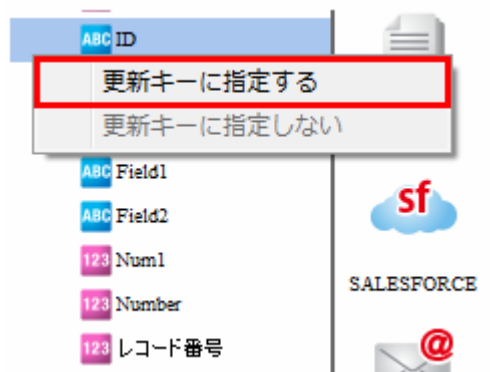 ABC ID
更新キーに指定する
更新キーに指定しない
ABC Field1
ABC Field2
sf
123 Num1
SALESFORCE
123 Number
123 レコード番号
@